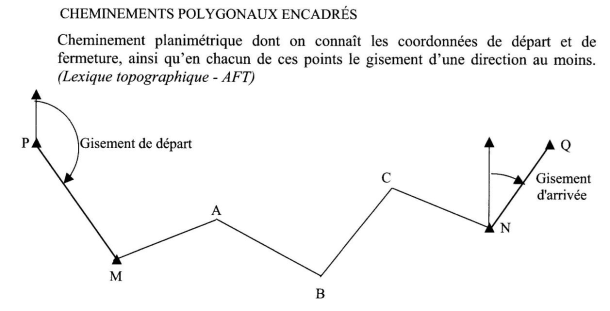 CHEMINEMENTS POLYGONAUX ENCADRÉS
Cheminement planimétrique dont on connaît les coordonnées de départ et de
fermeture, ainsi qu'en chacun de ces points le gisement d'une direction au moins.
(Lexique topographique - AFT)
P
Gisement de départ
Q
C
Gisement
d'arrivée
A
N
M
B